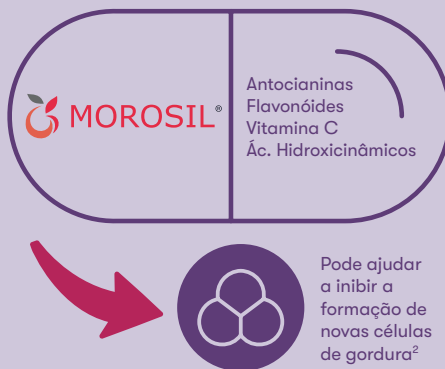 MOROSIL®
Antocianinas
Flavonóides
Vitamina C
Ác. Hidroxicinâmicos
Pode ajudar
a inibir a
formação de
novas células
de gordura²